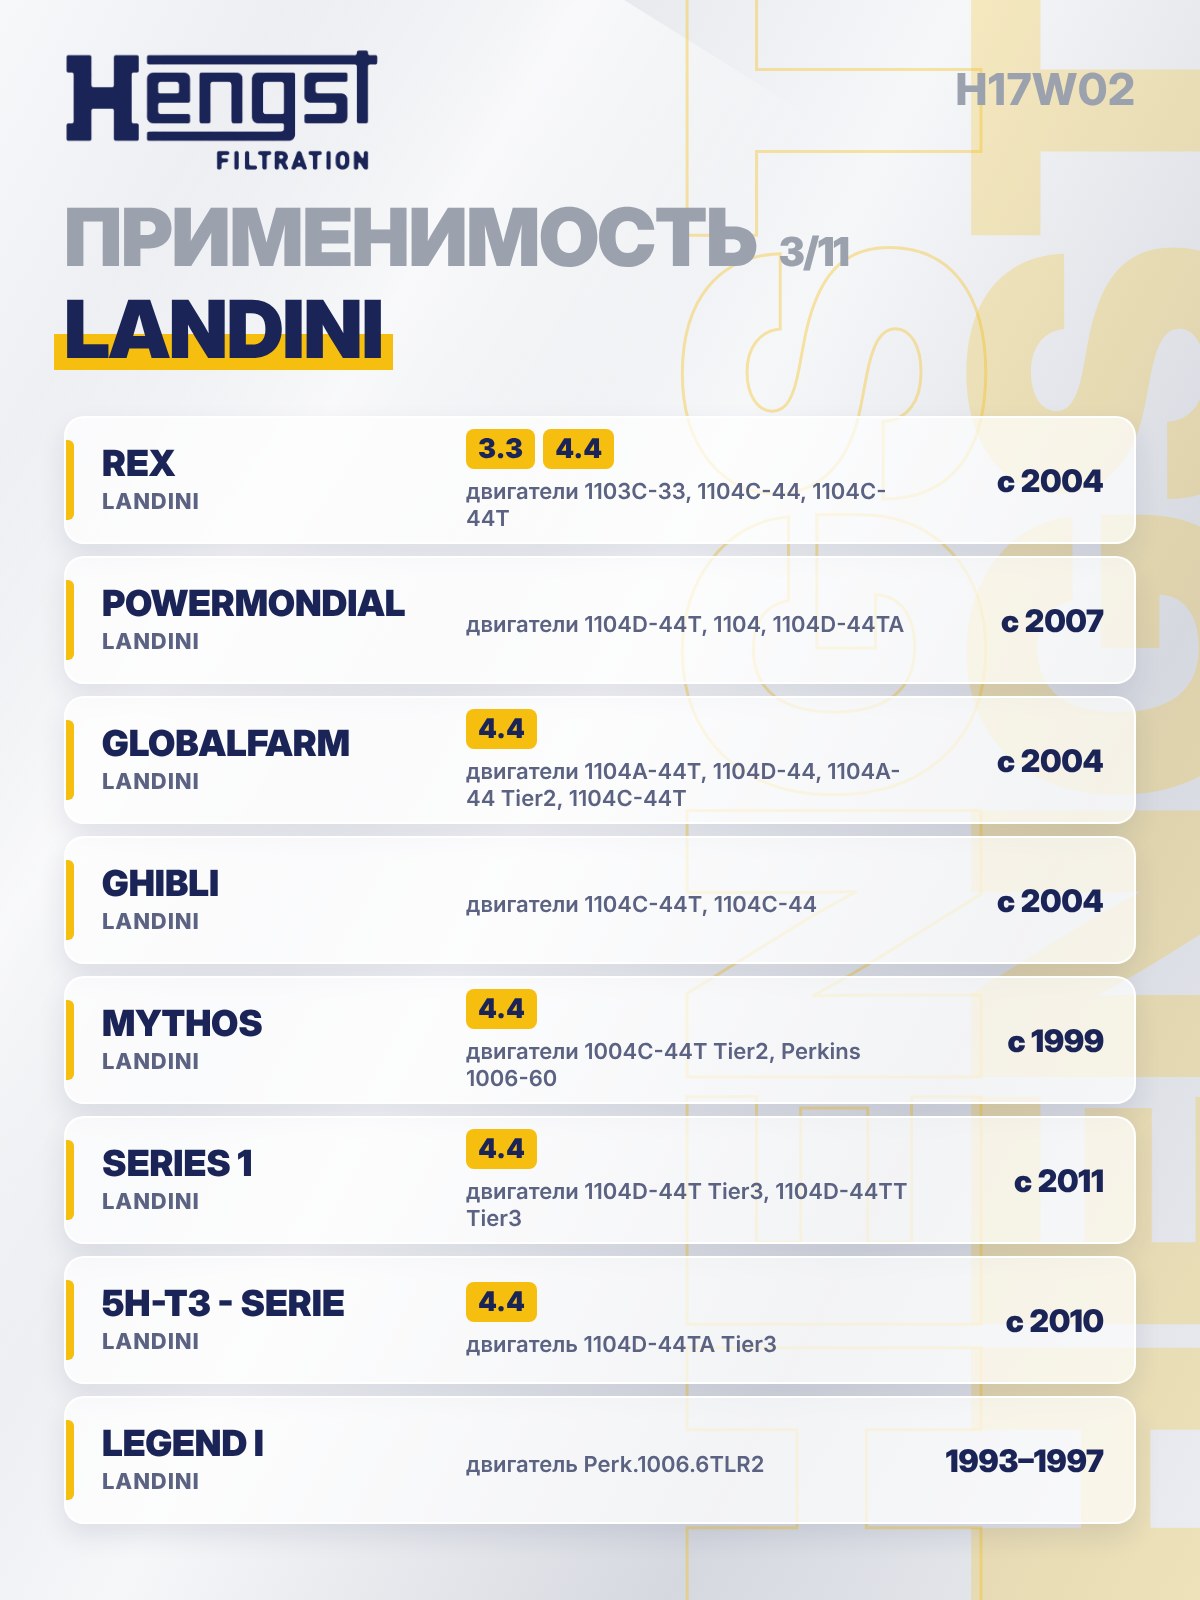 Hengst
FILTRATION
H17W02
ПРИМЕНИМОСТЬ 3/11
LANDINI
REX
LANDINI
3.3 4.4
двигатели 1103C-33, 1104C-44, 1104C-
44T
с 2004
POWERMONDIAL
LANDINI
двигатели 1104D-44T, 1104, 1104D-44TA
с 2007
GLOBALFARM
LANDINI
4.4
двигатели 1104A-44T, 1104D-44, 1104A-
44 Tier2, 1104C-44T
с 2004
GHIBLI
LANDINI
двигатели 1104C-44T, 1104C-44
с 2004
MYTHOS
LANDINI
4.4
двигатели 1004C-44T Tier2, Perkins
1006-60
с 1999
SERIES 1
LANDINI
4.4
двигатели 1104D-44T Tier3, 1104D-44TT
Tier3
с 2011
5H-T3 - SERIE
LANDINI
4.4
двигатель 1104D-44TA Tier3
с 2010
LEGEND I
LANDINI
двигатель Perk.1006.6TLR2
1993–1997
HENGST
HENGST